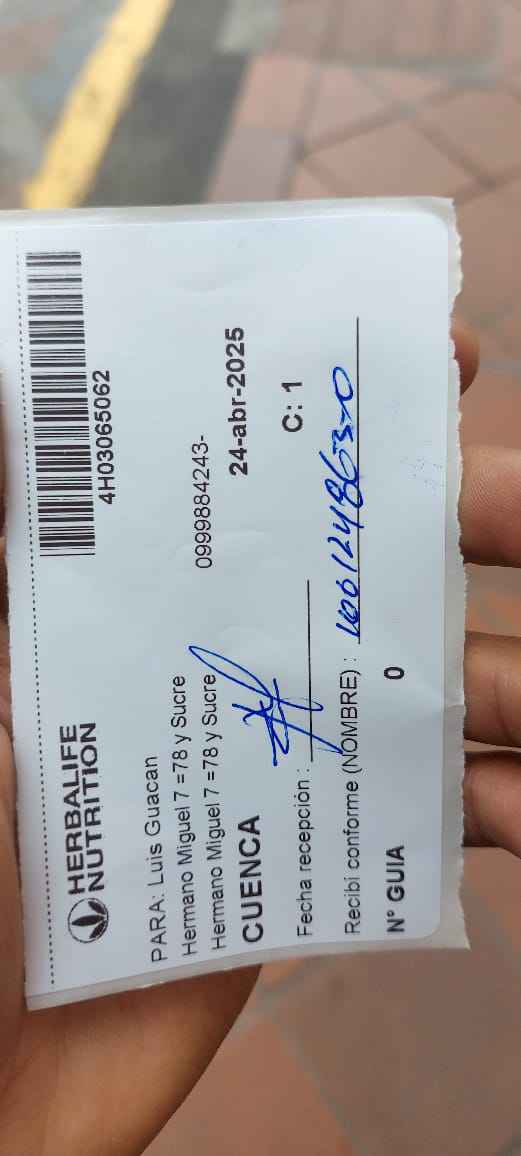 HERBALIFE
NUTRITION
4H03065062
PARA: Luis Guacan
Hermano Miguel 7 =78 y Sucre
Hermano Miguel 7 =78 y Sucre
0999884243-
CUENCA
24-abr-2025
Fecha recepción :
C: 1
Recibí conforme (NOMBRE) :
N° GUIA 0